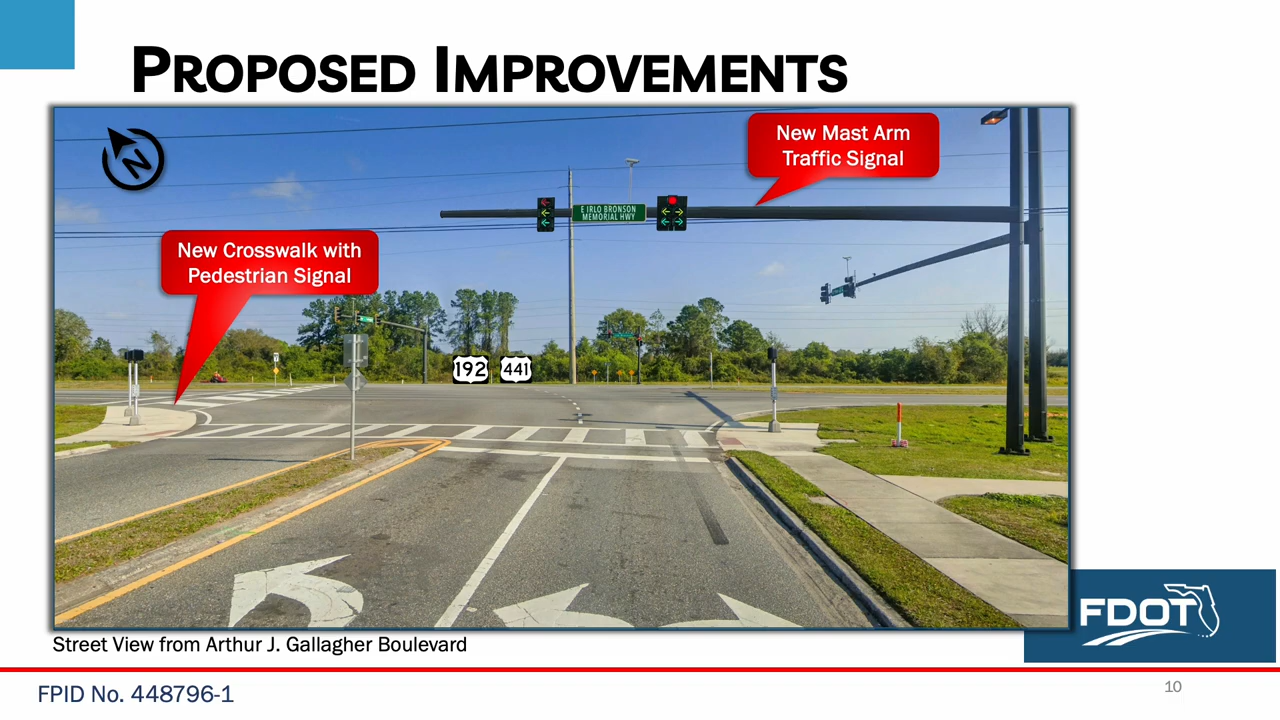 PROPOSED IMPROVEMENTS
N
New Mast Arm
Traffic Signal
E IRLO BRONSON
MEMORIAL HWY
New Crosswalk with
Pedestrian Signal
192
441
Street View from Arthur J. Gallagher Boulevard
FDOT
FPID No. 448796-1
10